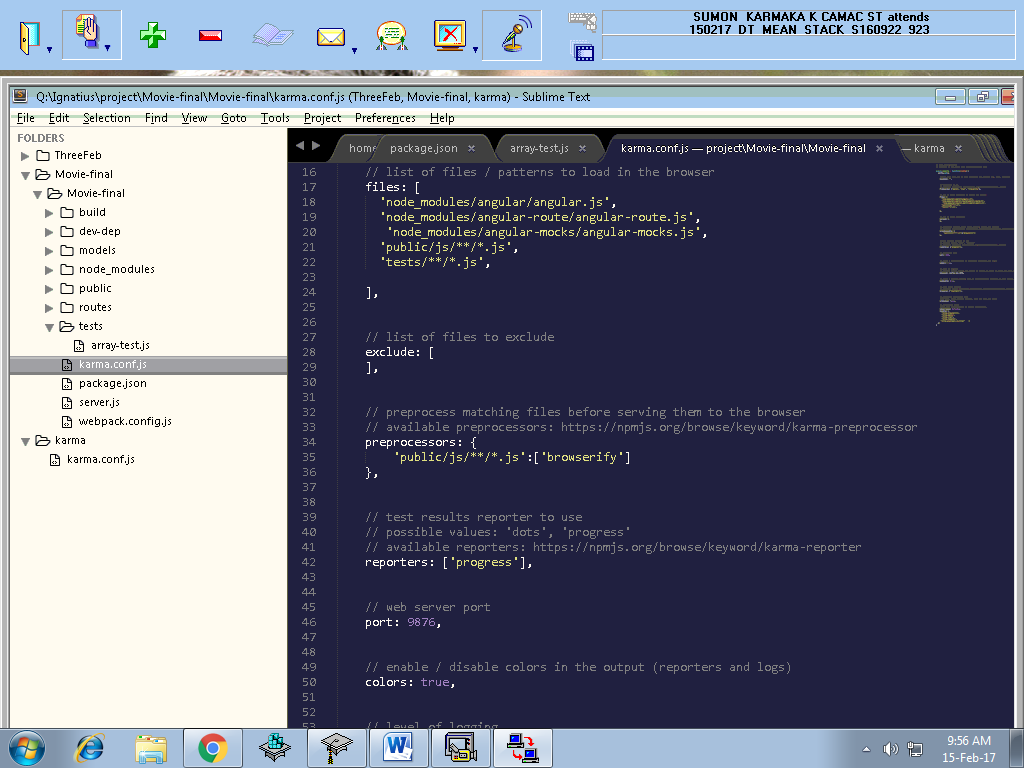 SUMON KARMAKA K CAMAC ST attends
150217_DT_MEAN_STACK_S160922_923
Q:\Ignatius\project\Movie-final\Movie-final\karma.conf.js (ThreeFeb, Movie-final, karma) - Sublime Text
File Edit Selection Find View Goto Tools Project Preferences Help
FOLDERS
ThreeFeb
Movie-final
Movie-final
build
dev-dep
models
node_modules
public
routes
tests
array-test.js
karma.conf.js
package.json
server.js
webpack.config.js
karma
karma.conf.js
home package.json × array-test.js × karma.conf.js — project\Movie-final\Movie-final × — karma ×
16 // list of files / patterns to load in the browser
17 files: [
18 'node_modules/angular/angular.js',
19 'node_modules/angular-route/angular-route.js',
20 'node_modules/angular-mocks/angular-mocks.js',
21 'public/js/**/*.js',
22 'tests/**/*.js',
23
24 ],
25
26
27 // list of files to exclude
28 exclude: [
29 ],
30
31
32 // preprocess matching files before serving them to the browser
33 // available preprocessors: https://npmjs.org/browse/keyword/karma-preprocessor
34 preprocessors: {
35 'public/js/**/*.js':['browserify']
36 },
37
38
39 // test results reporter to use
40 // possible values: 'dots', 'progress'
41 // available reporters: https://npmjs.org/browse/keyword/karma-reporter
42 reporters: ['progress'],
43
44
45 // web server port
46 port: 9876,
47
48
49 // enable / disable colors in the output (reporters and logs)
50 colors: true,
51
52
53 // level of logging
9:56 AM
15-Feb-17